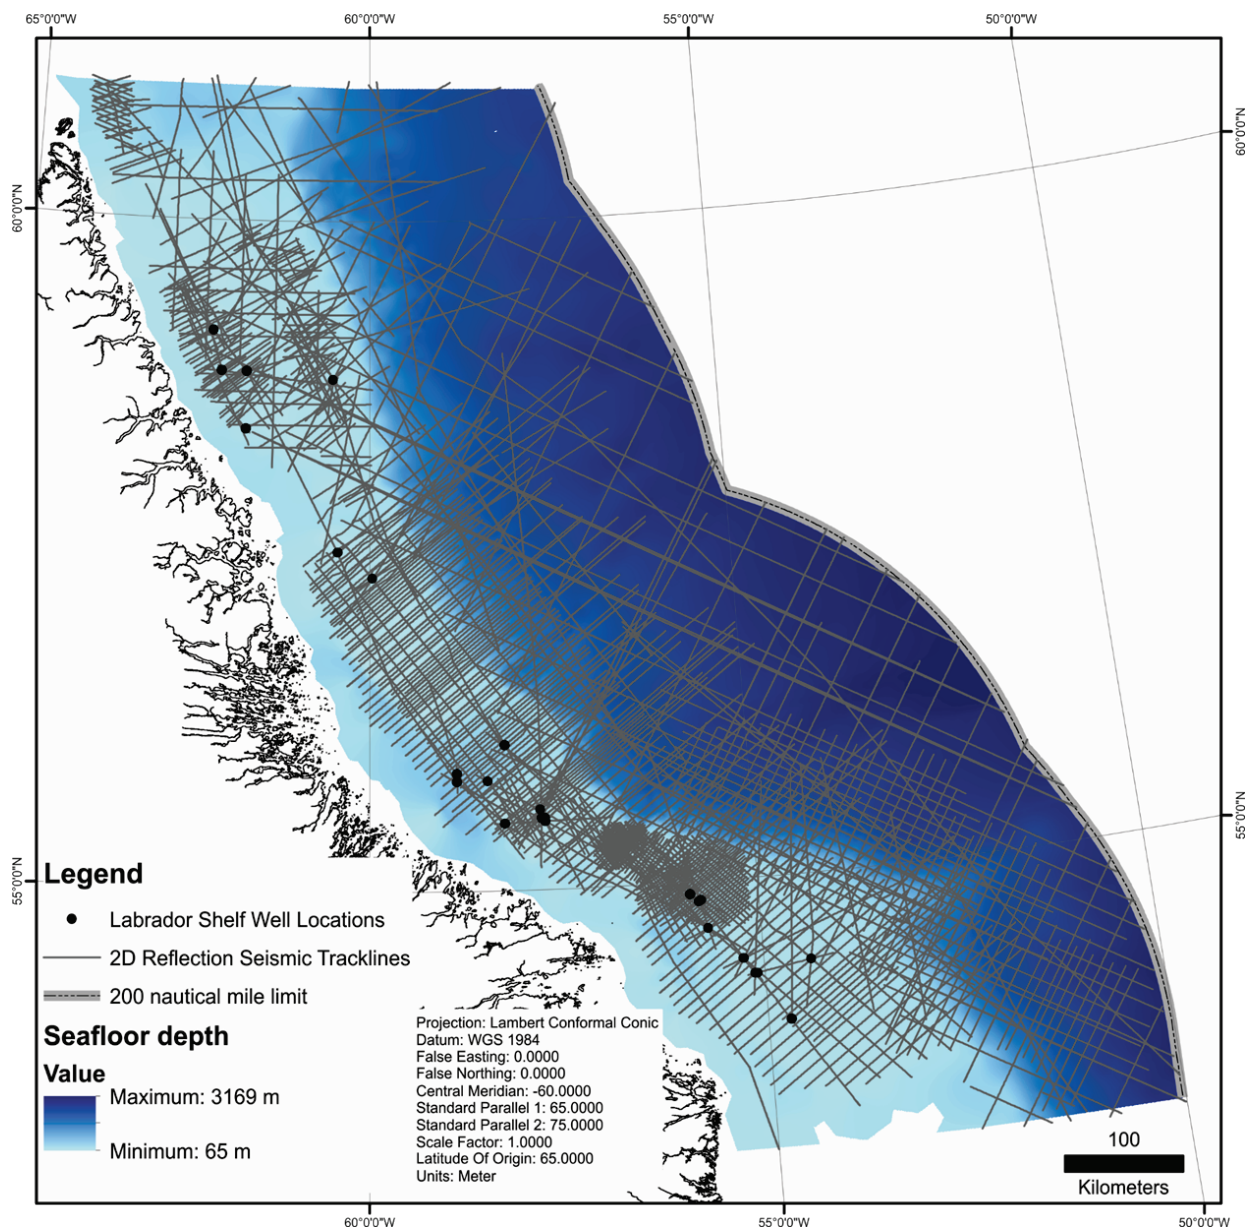 65°0'0"W
60°0'0"W
55°0'0"W
50°0'0"W
60°0'0"N
60°0'0"N
55°0'0"N
55°0'0"N
Legend
Labrador Shelf Well Locations
2D Reflection Seismic Tracklines
200 nautical mile limit
Seafloor depth
Value
Maximum: 3169 m
Minimum: 65 m
Projection: Lambert Conformal Conic
Datum: WGS 1984
False Easting: 0.0000
False Northing: 0.0000
Central Meridian: -60.0000
Standard Parallel 1: 65.0000
Standard Parallel 2: 75.0000
Scale Factor: 1.0000
Latitude Of Origin: 65.0000
Units: Meter
100
Kilometers
60°0'0"W
55°0'0"W
50°0'0"W